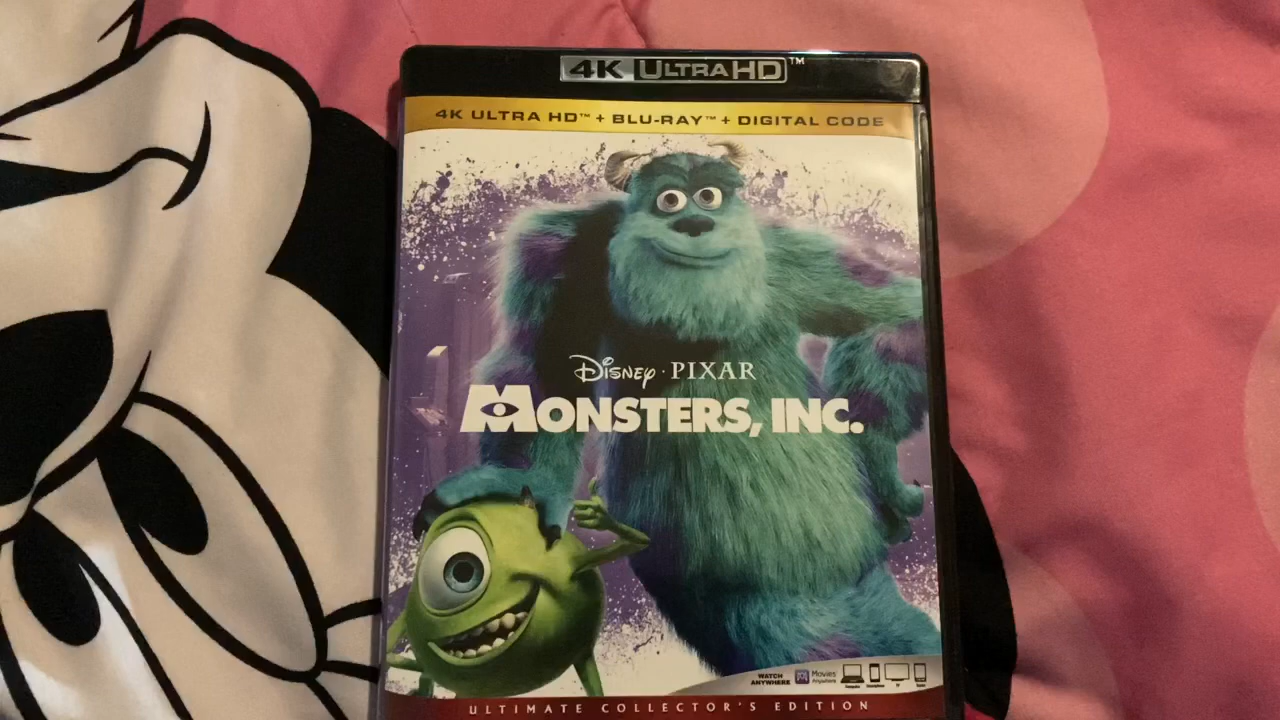 4K ULTRA HD™
4K ULTRA HD™ + BLU-RAY™ + DIGITAL CODE
Disney · PIXAR
MONSTERS, INC.
WATCH ANYWHERE
Movies Anywhere
ULTIMATE COLLECTOR'S EDITION